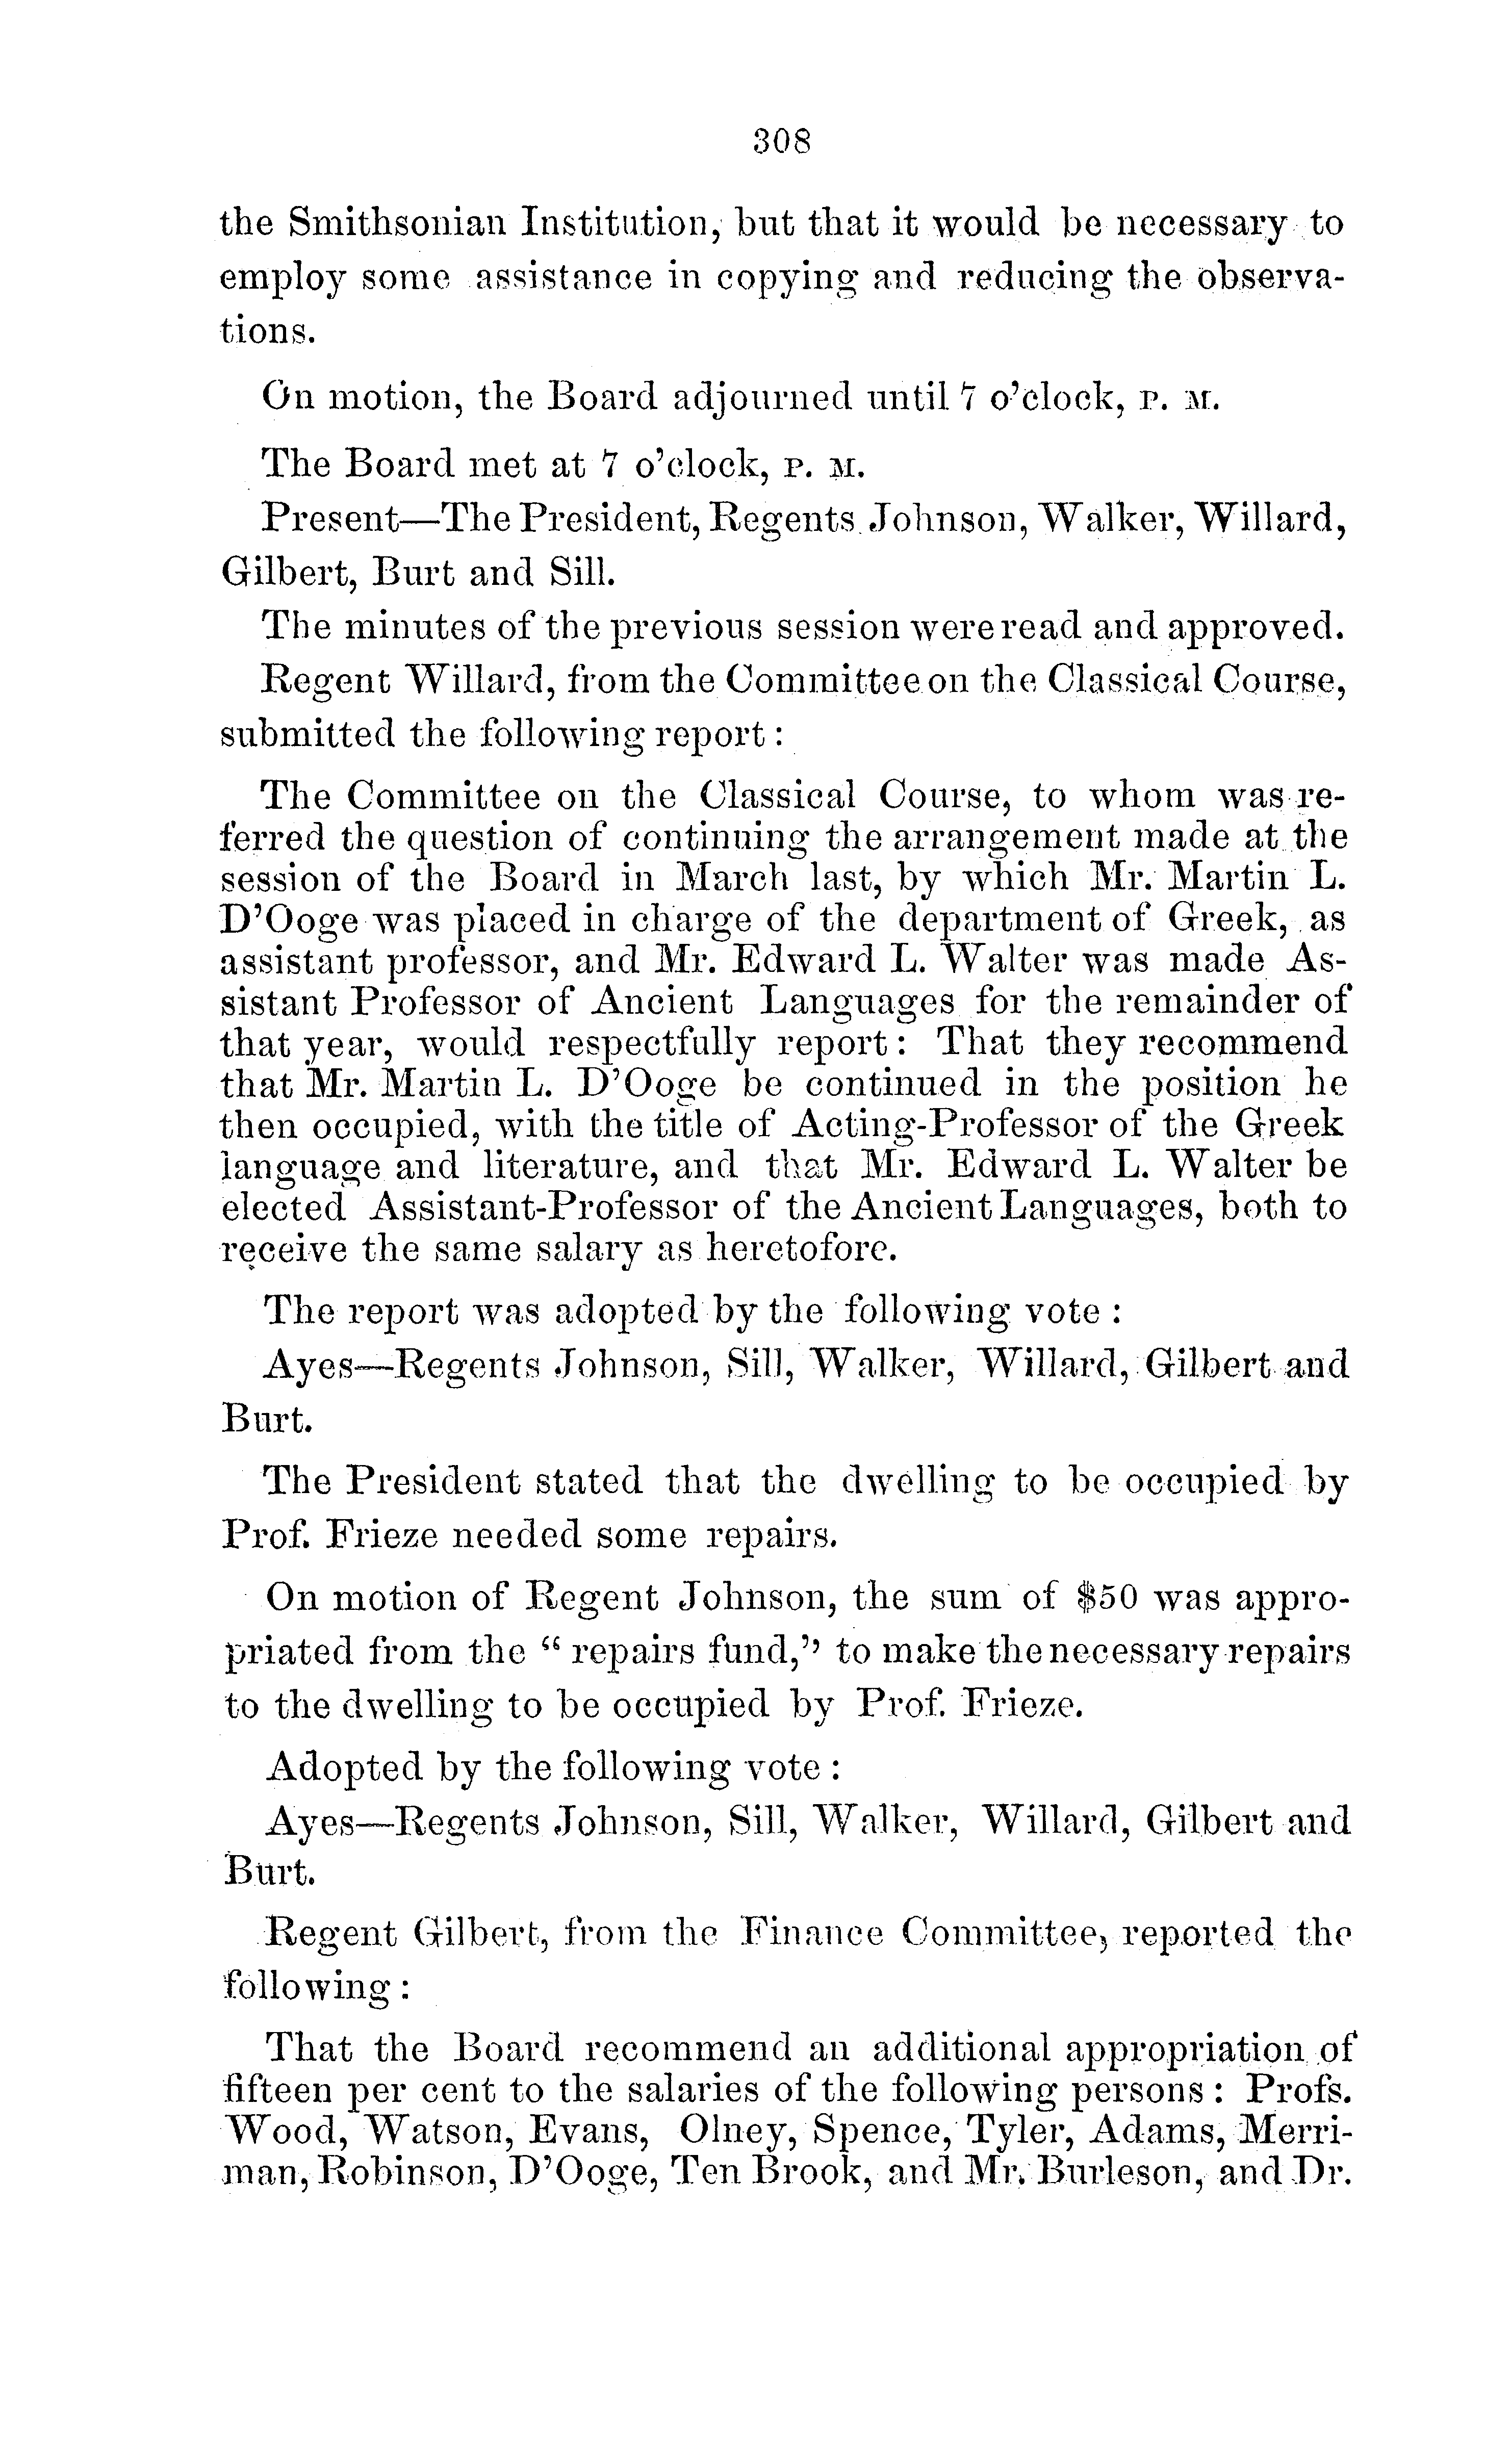 308
the Smithsonian Institution, but that it would be necessary to
employ some assistance in copying and reducing the observa-
tions.
On motion, the Board adjourned until 7 o'clock, P. M.
The Board met at 7 o'clock, P. M.
Present—The President, Regents Johnson, Walker, Willard,
Gilbert, Burt and Sill.
The minutes of the previous session were read and approved.
Regent Willard, from the Committee on the Classical Course,
submitted the following report :
The Committee on the Classical Course, to whom was re-
ferred the question of continuing the arrangement made at the
session of the Board in March last, by which Mr. Martin L.
D'Ooge was placed in charge of the department of Greek, as
assistant professor, and Mr. Edward L. Walter was made As-
sistant Professor of Ancient Languages for the remainder of
that year, would respectfully report : That they recommend
that Mr. Martin L. D'Ooge be continued in the position he
then occupied, with the title of Acting-Professor of the Greek
language and literature, and that Mr. Edward L. Walter be
elected Assistant-Professor of the Ancient Languages, both to
receive the same salary as heretofore.
The report was adopted by the following vote :
Ayes—Regents Johnson, Sill, Walker, Willard, Gilbert and
Burt.
The President stated that the dwelling to be occupied by
Prof. Frieze needed some repairs.
On motion of Regent Johnson, the sum of $50 was appro-
priated from the " repairs fund," to make the necessary repairs
to the dwelling to be occupied by Prof. Frieze.
Adopted by the following vote :
Ayes—Regents Johnson, Sill, Walker, Willard, Gilbert and
Burt.
Regent Gilbert, from the Finance Committee, reported the
following :
That the Board recommend an additional appropriation of
fifteen per cent to the salaries of the following persons : Profs.
Wood, Watson, Evans, Olney, Spence, Tyler, Adams, Merri-
man, Robinson, D'Ooge, Ten Brook, and Mr. Burleson, and Dr.